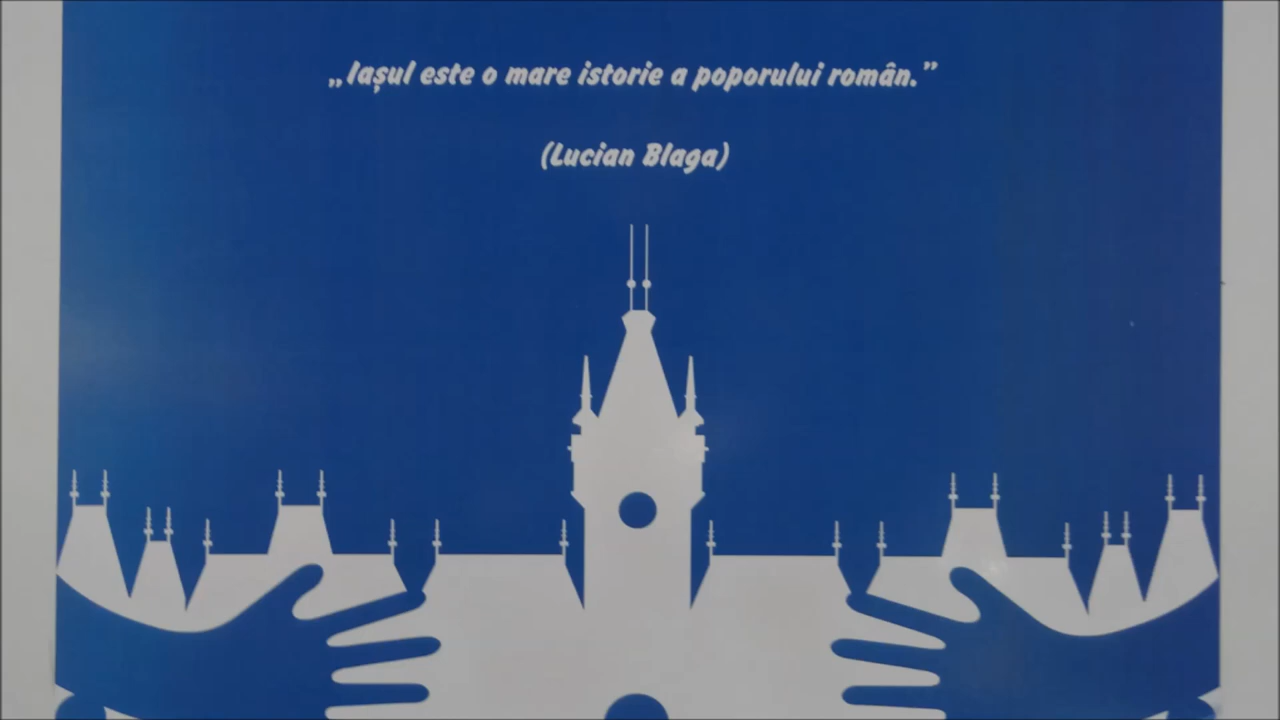 „Iașul este o mare istorie a poporului român.”
(Lucian Blaga)